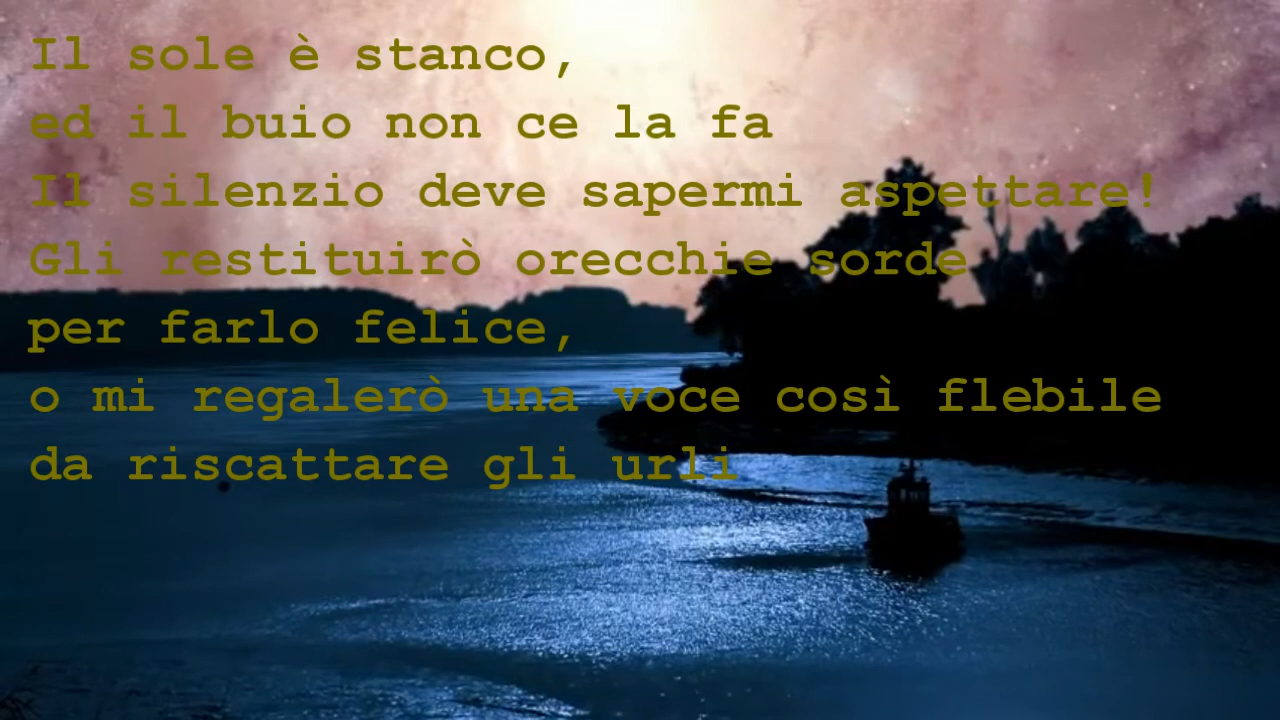 Il sole è stanco,
ed il buio non ce la fa
Il silenzio deve sapermi aspettare!
Gli restituirò orecchie sorde
per farlo felice,
o mi regalerò una voce così flebile
da riscattare gli urli